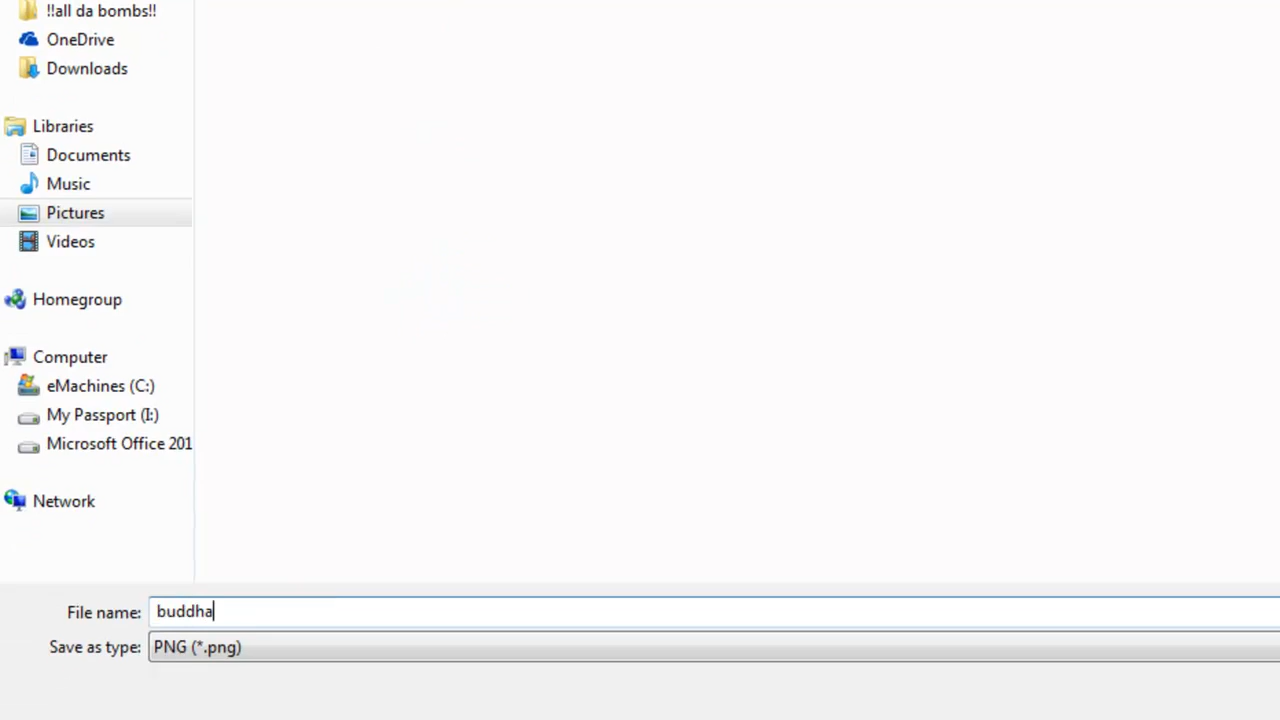 !!all da bombs!!
OneDrive
Downloads
Libraries
Documents
Music
Pictures
Videos
Homegroup
Computer
eMachines (C:)
My Passport (I:)
Microsoft Office 201
Network
File name: buddha
Save as type: PNG (*.png)